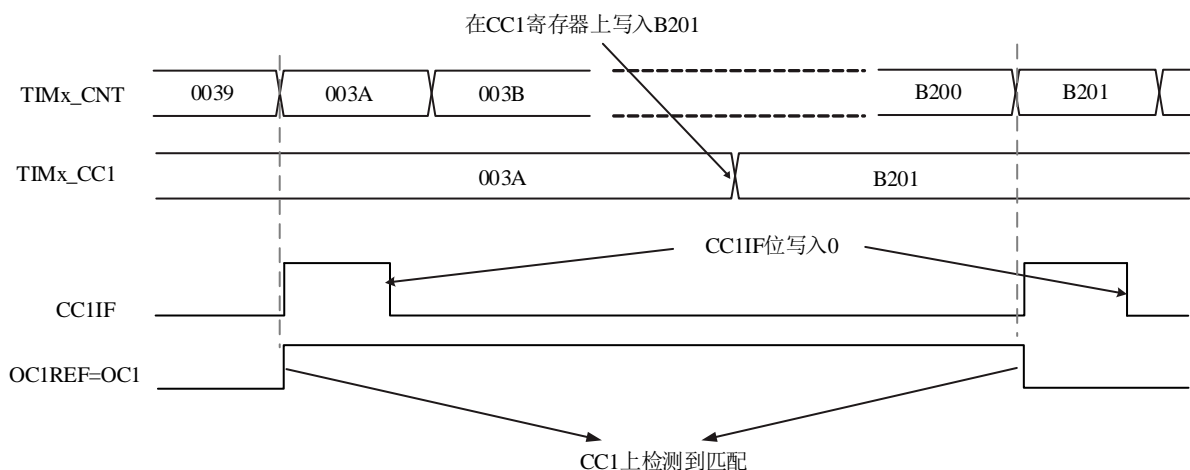 在CC1寄存器上写入B201
TIMx_CNT 0039 003A 003B B200 B201
TIMx_CC1 003A B201
CC1IF位写入0
CC1IF
OC1REF=OC1
CC1上检测到匹配